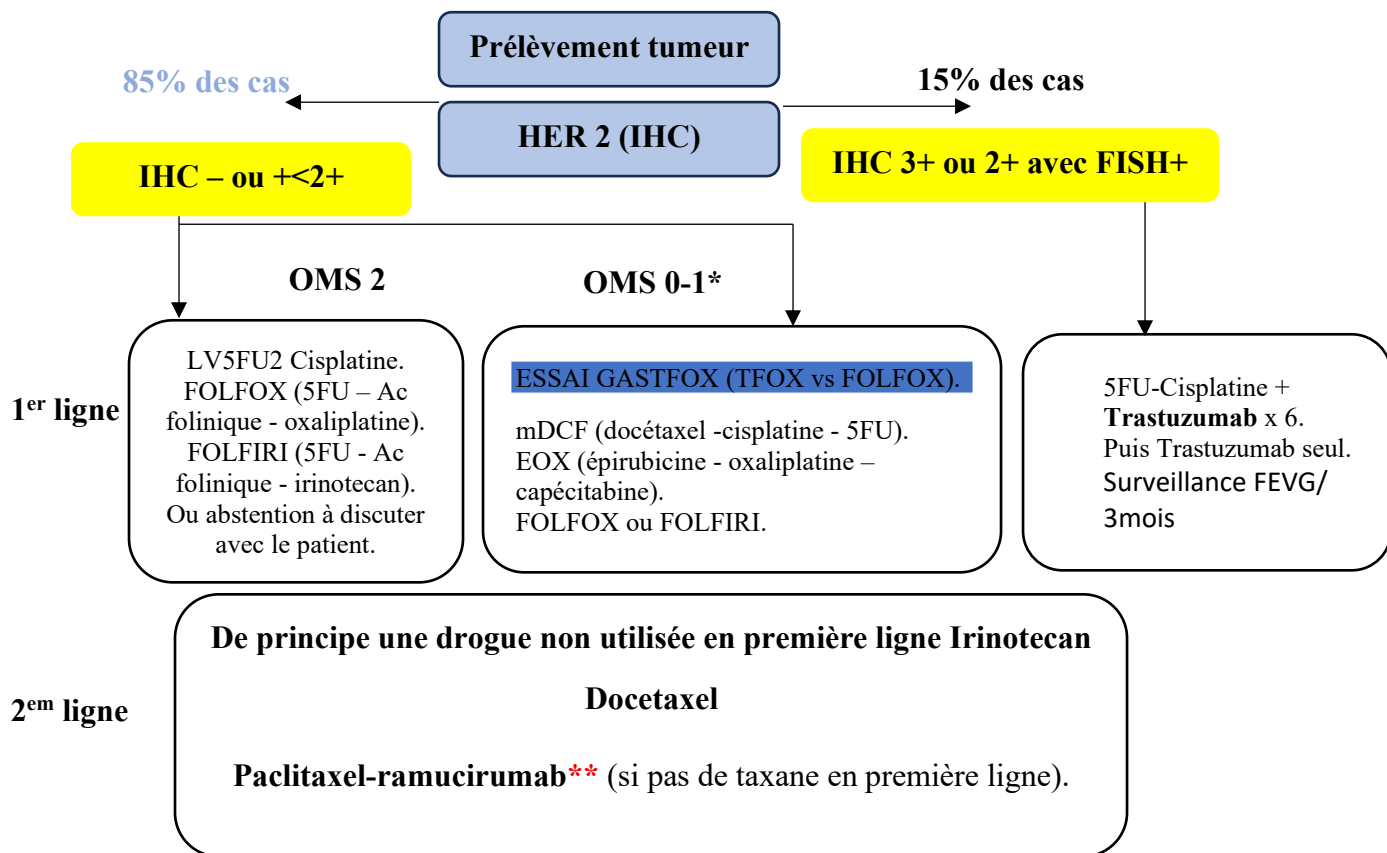 Prélèvement tumeur
85% des cas
15% des cas
HER 2 (IHC)
IHC – ou +<2+
IHC 3+ ou 2+ avec FISH+
OMS 2
OMS 0-1*
1er ligne
LV5FU2 Cisplatine.
FOLFOX (5FU – Ac
folinique - oxaliplatine).
FOLFIRI (5FU - Ac
folinique - irinotecan).
Ou abstention à discuter
avec le patient.
ESSAI GASTFOX (TFOX vs FOLFOX).
mDCF (docétaxel -cisplatine - 5FU).
EOX (épirubicine - oxaliplatine –
capécitabine).
FOLFOX ou FOLFIRI.
5FU-Cisplatine +
Trastuzumab x 6.
Puis Trastuzumab seul.
Surveillance FEVG/
3mois
2em ligne
De principe une drogue non utilisée en première ligne Irinotecan
Docetaxel
Paclitaxel-ramucirumab** (si pas de taxane en première ligne).